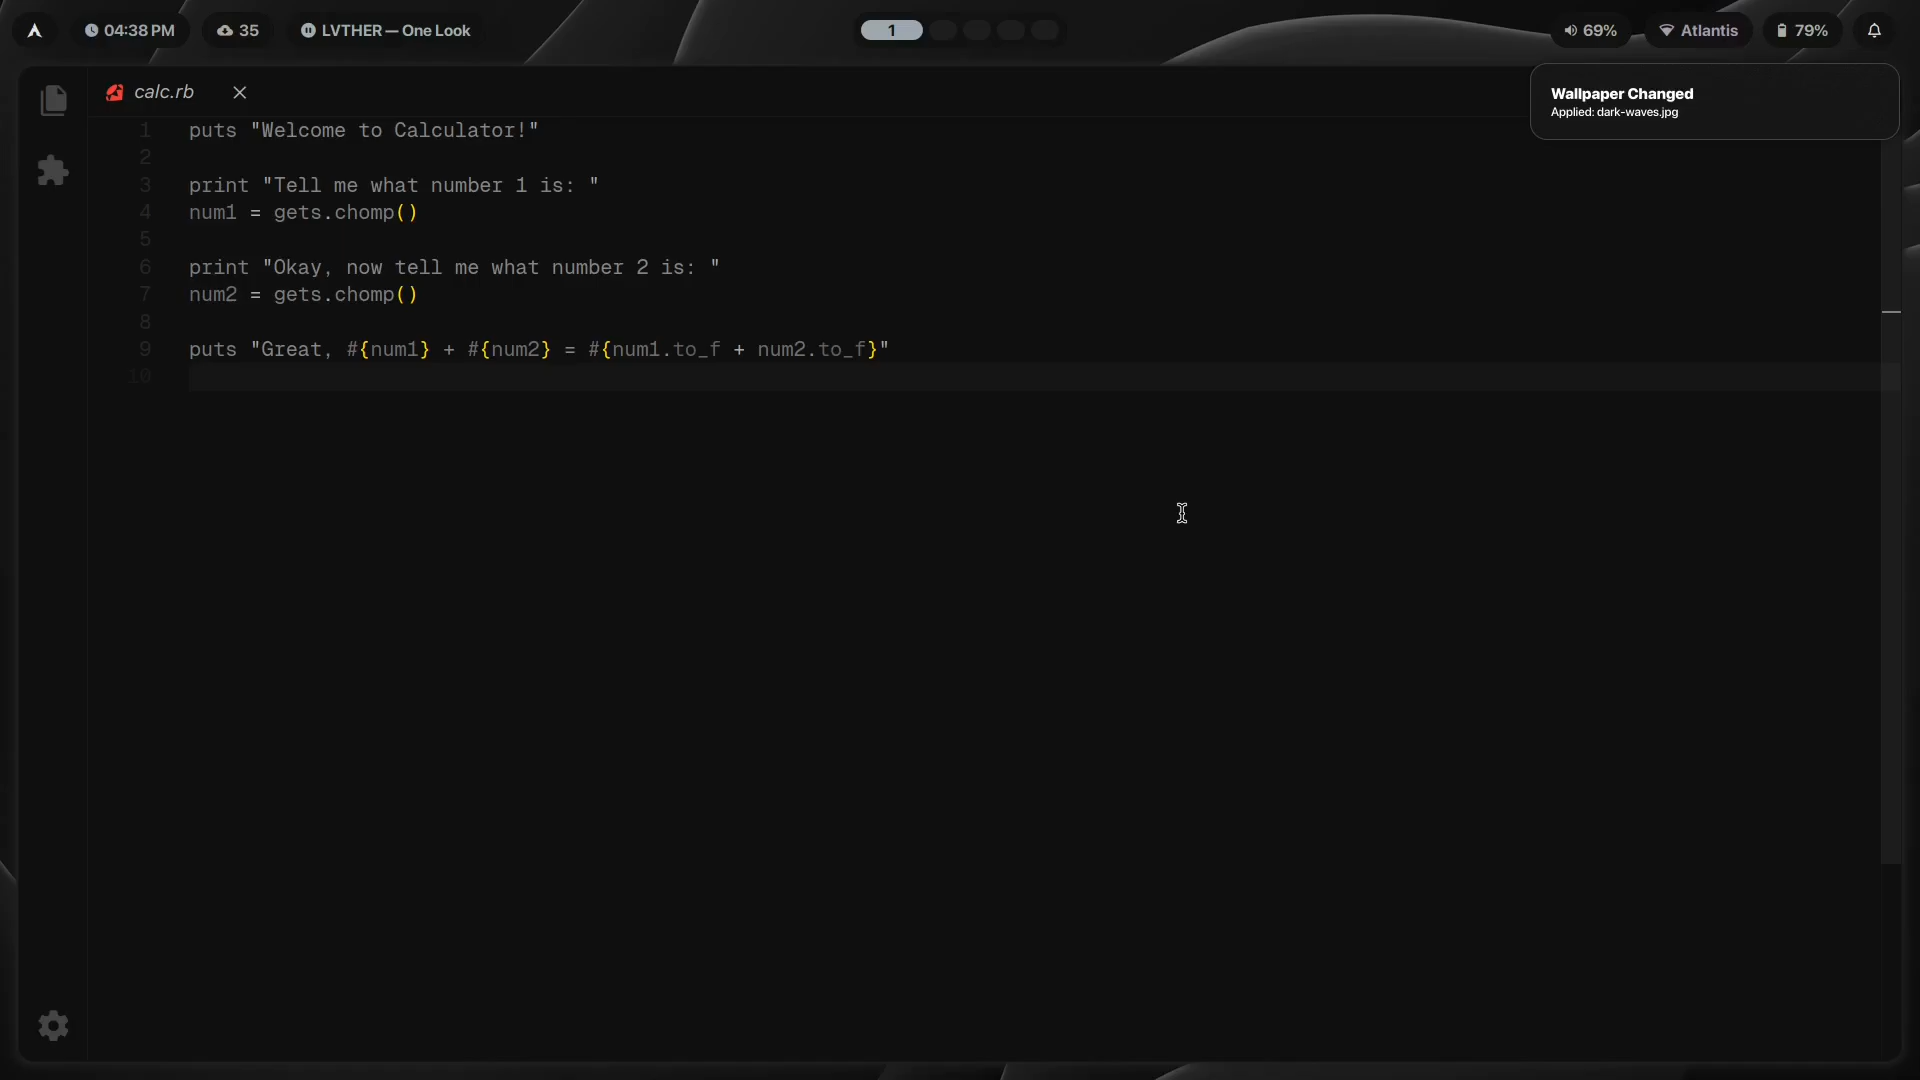 04:38 PM 35 LVTHER — One Look 1 69% Atlantis 79%
calc.rb
Wallpaper Changed
Applied: dark-waves.jpg
1 puts "Welcome to Calculator!"
2
3 print "Tell me what number 1 is: "
4 num1 = gets.chomp()
5
6 print "Okay, now tell me what number 2 is: "
7 num2 = gets.chomp()
8
9 puts "Great, #{num1} + #{num2} = #{num1.to_f + num2.to_f}"
10